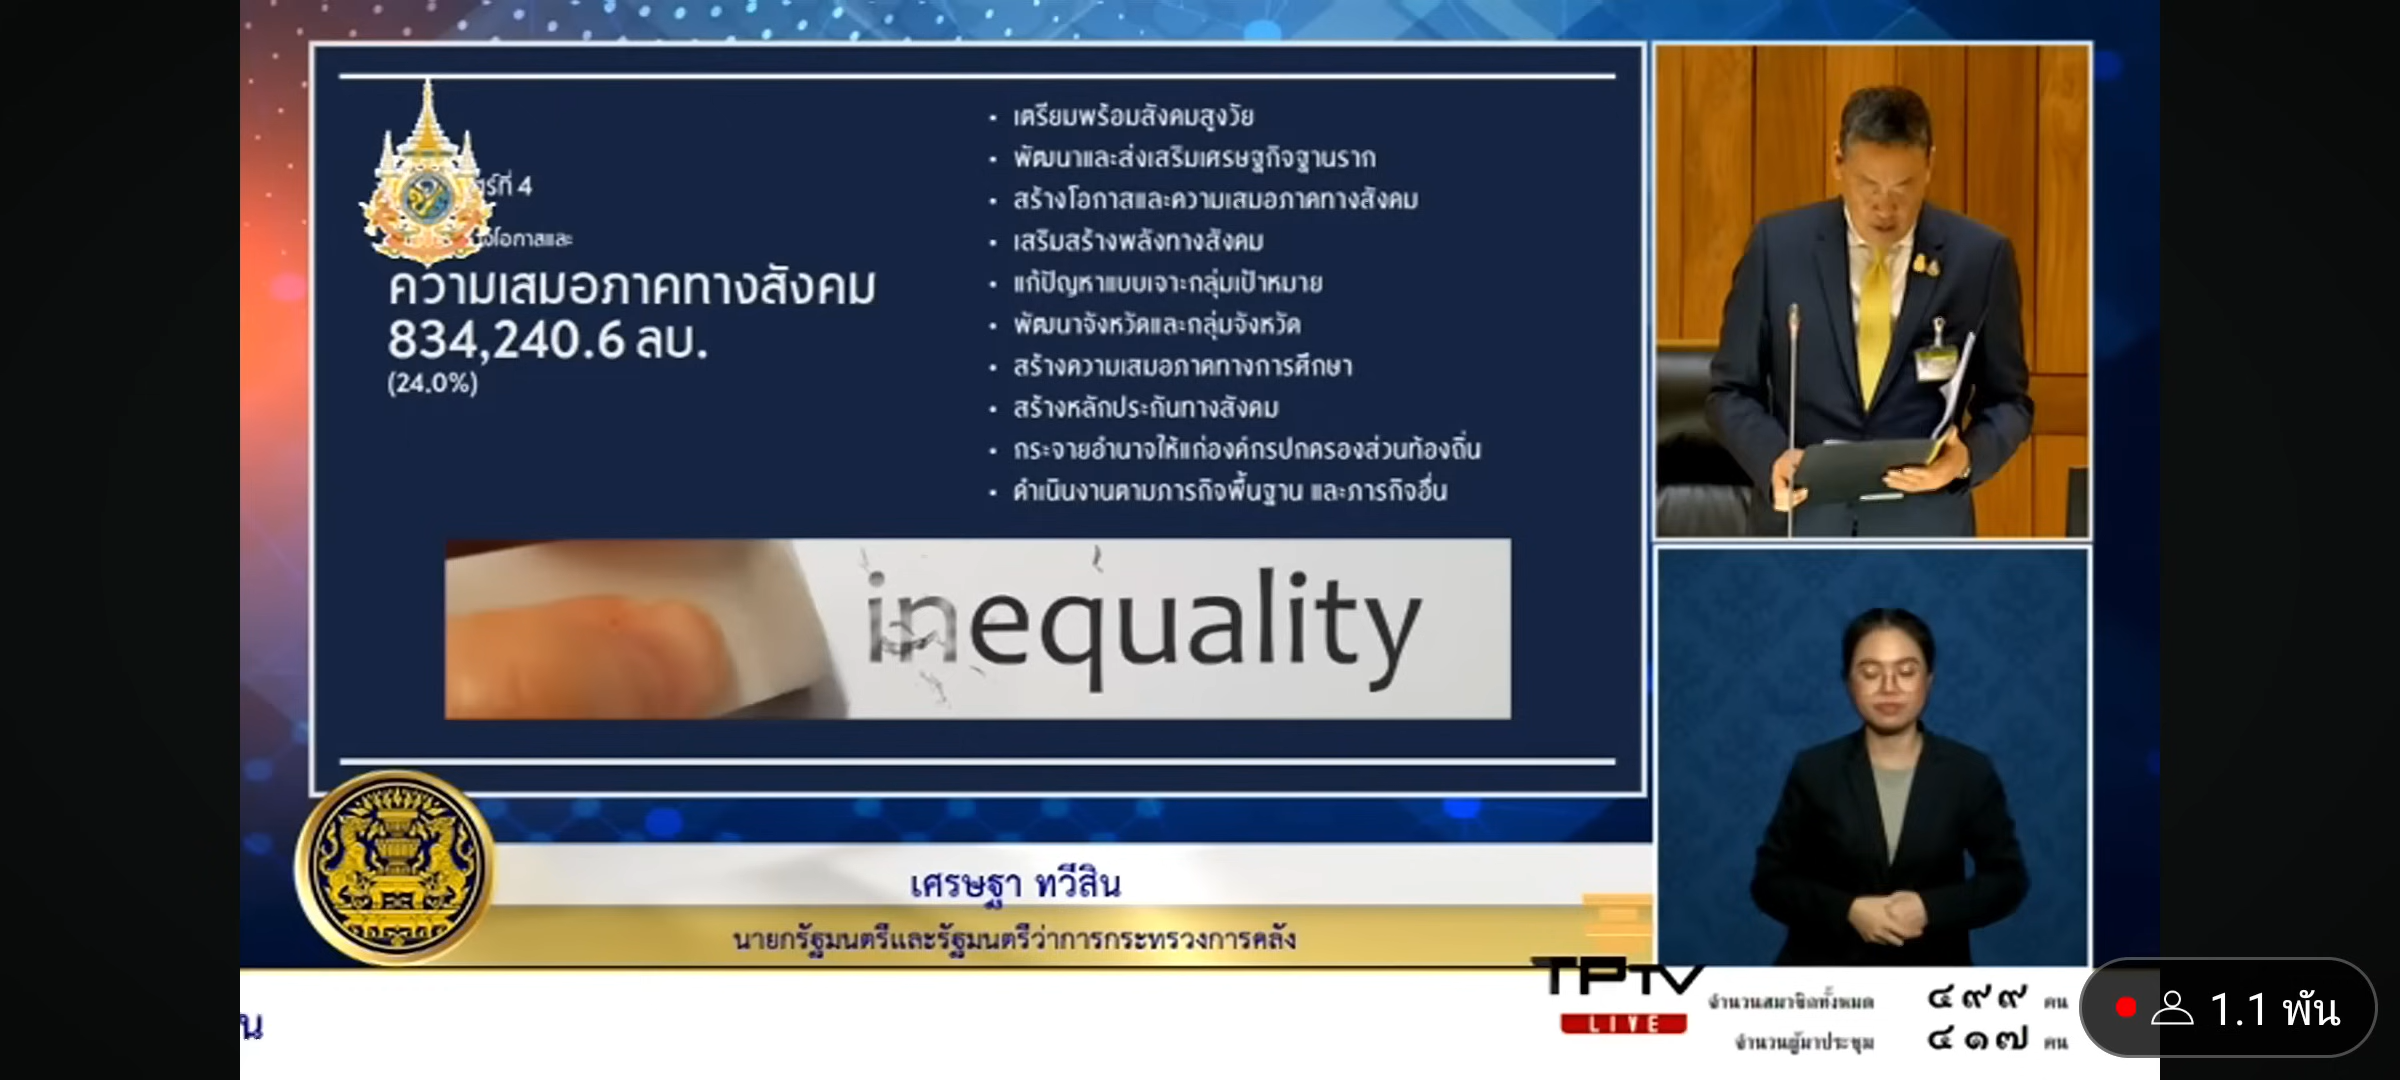 ร์ที่ 4
โอกาสและ
ความเสมอภาคทางสังคม
834,240.6 ลบ.
(24.0%)
• เตรียมพร้อมสังคมสูงวัย
• พัฒนาและส่งเสริมเศรษฐกิจฐานราก
• สร้างโอกาสและความเสมอภาคทางสังคม
• เสริมสร้างพลังทางสังคม
• แก้ปัญหาแบบเจาะกลุ่มเป้าหมาย
• พัฒนาจังหวัดและกลุ่มจังหวัด
• สร้างความเสมอภาคทางการศึกษา
• สร้างหลักประกันทางสังคม
• กระจายอำนาจให้แก่องค์กรปกครองส่วนท้องถิ่น
• ดำเนินงานตามภารกิจพื้นฐาน และภารกิจอื่น
inequality
เศรษฐา ทวีสิน
นายกรัฐมนตรีและรัฐมนตรีว่าการกระทรวงการคลัง
น
TPTV
LIVE
จำนวนสมาชิกทั้งหมด ๔๙๙ คน
จำนวนผู้มาประชุม ๔๑๗ คน
1.1 พัน